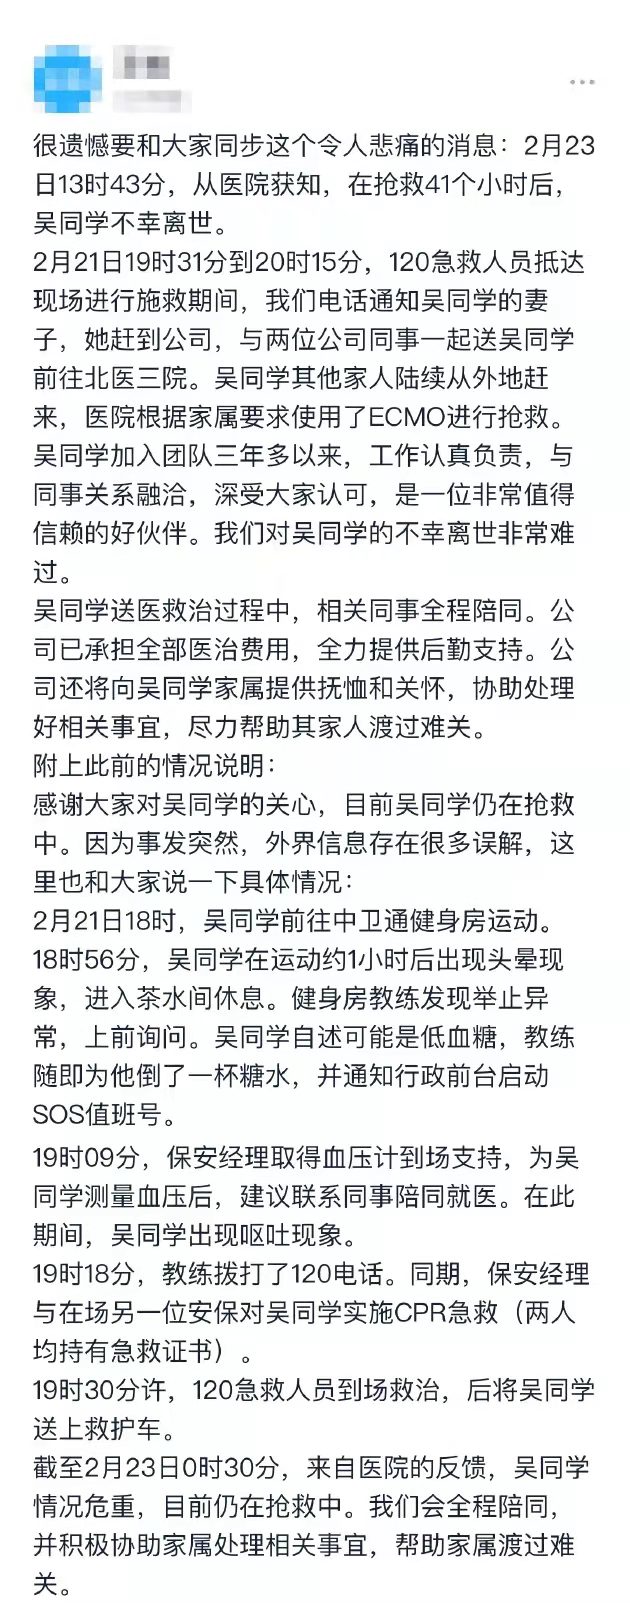 很遗憾要和大家同步这个令人悲痛的消息：2月23
日13时43分，从医院获知，在抢救41个小时后，
吴同学不幸离世。
2月21日19时31分到20时15分，120急救人员抵达
现场进行施救期间，我们电话通知吴同学的妻
子，她赶到公司，与两位公司同事一起送吴同学
前往北医三院。吴同学其他家人陆续从外地赶
来，医院根据家属要求使用了ECMO进行抢救。
吴同学加入团队三年多以来，工作认真负责，与
同事关系融洽，深受大家认可，是一位非常值得
信赖的好伙伴。我们对吴同学的不幸离世非常难
过。
吴同学送医救治过程中，相关同事全程陪同。公
司已承担全部医治费用，全力提供后勤支持。公
司还将向吴同学家属提供抚恤和关怀，协助处理
好相关事宜，尽力帮助其家人渡过难关。
附上此前的情况说明：
感谢大家对吴同学的关心，目前吴同学仍在抢救
中。因为事发突然，外界信息存在很多误解，这
里也和大家说一下具体情况：
2月21日18时，吴同学前往中卫通健身房运动。
18时56分，吴同学在运动约1小时后出现头晕现
象，进入茶水间休息。健身房教练发现举止异
常，上前询问。吴同学自述可能是低血糖，教练
随即为他倒了一杯糖水，并通知行政前台启动
SOS值班号。
19时09分，保安经理取得血压计到场支持，为吴
同学测量血压后，建议联系同事陪同就医。在此
期间，吴同学出现呕吐现象。
19时18分，教练拨打了120电话。同期，保安经理
与在场另一位安保对吴同学实施CPR急救（两人
均持有急救证书）。
19时30分许，120急救人员到场救治，后将吴同学
送上救护车。
截至2月23日0时30分，来自医院的反馈，吴同学
情况危重，目前仍在抢救中。我们会全程陪同，
并积极协助家属处理相关事宜，帮助家属渡过难
关。